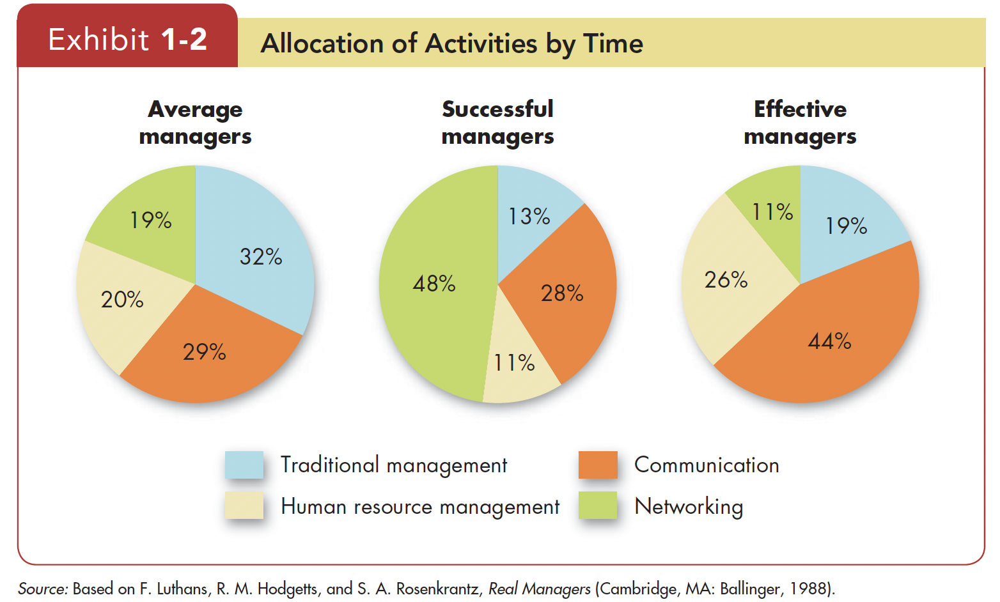 Exhibit 1-2
Allocation of Activities by Time
Average
managers
19%
32%
20%
29%
Successful
managers
13%
48%
28%
11%
Effective
managers
11%
19%
26%
44%
Traditional management
Communication
Human resource management
Networking
Source: Based on F. Luthans, R. M. Hodgetts, and S. A. Rosenkrantz, Real Managers (Cambridge, MA: Ballinger, 1988).